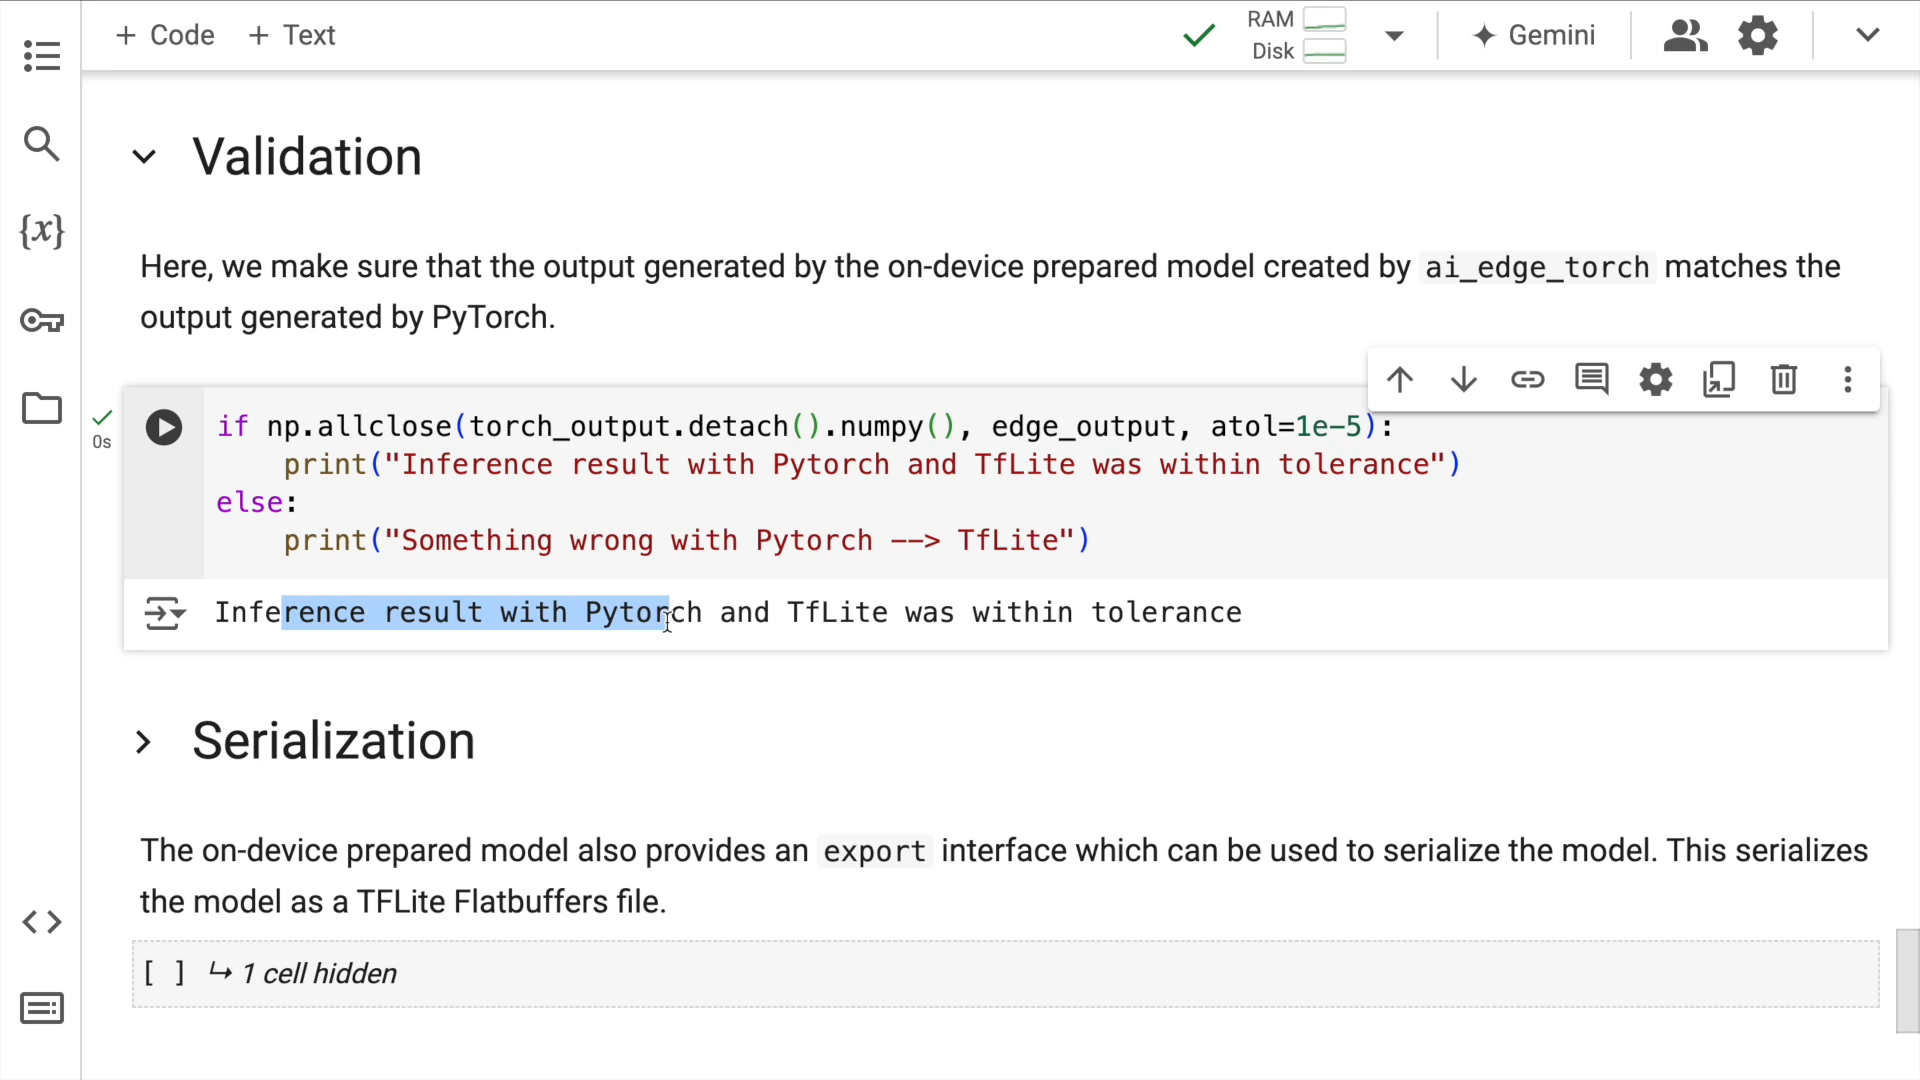 + Code + Text
RAM
Disk
Gemini
{x}
Validation
Here, we make sure that the output generated by the on-device prepared model created by ai_edge_torch matches the
output generated by PyTorch.
0s
if np.allclose(torch_output.detach().numpy(), edge_output, atol=1e-5):
print("Inference result with Pytorch and TfLite was within tolerance")
else:
print("Something wrong with Pytorch --> TfLite")
Inference result with Pytorch and TfLite was within tolerance
Serialization
The on-device prepared model also provides an export interface which can be used to serialize the model. This serializes
the model as a TFLite Flatbuffers file.
[ ] ↳ 1 cell hidden